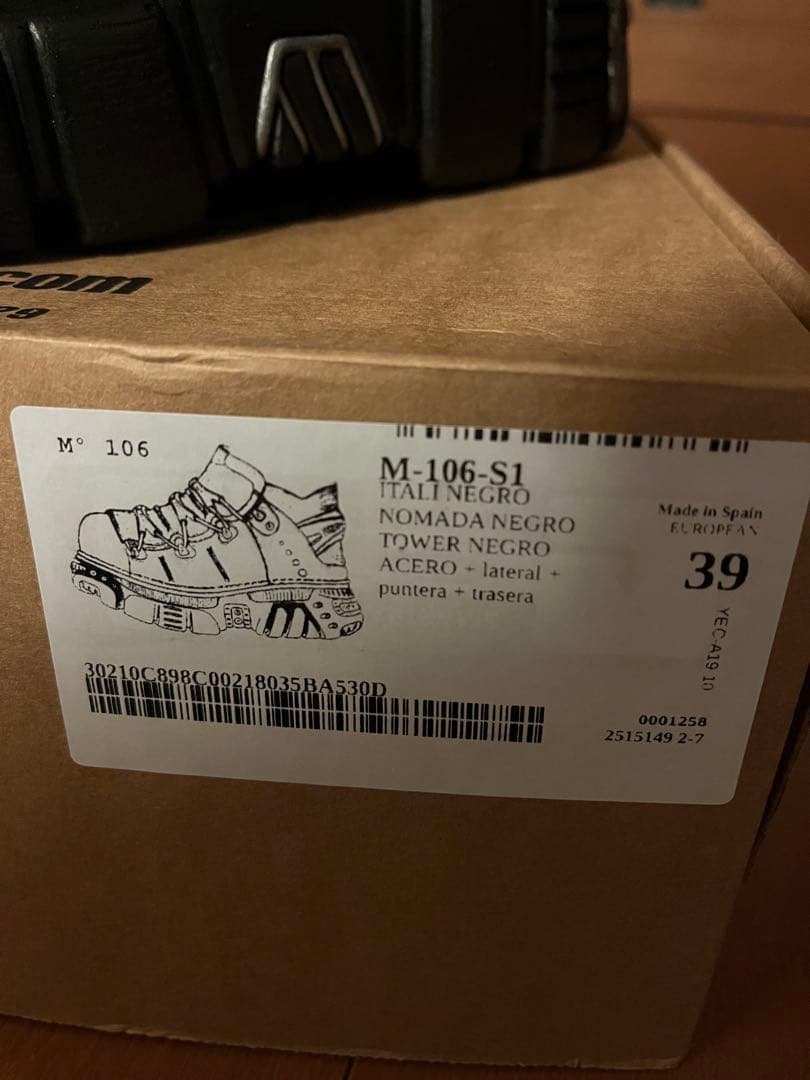 com
M° 106
M-106-S1
ITALI NEGRO
NOMADA NEGRO
TOWER NEGRO
ACERO + lateral +
puntera + trasera
Made in Spain
EUROPEAN
39
YEC-A19 10
30210C898C00218035BA530D
0001258
2515149 2-7